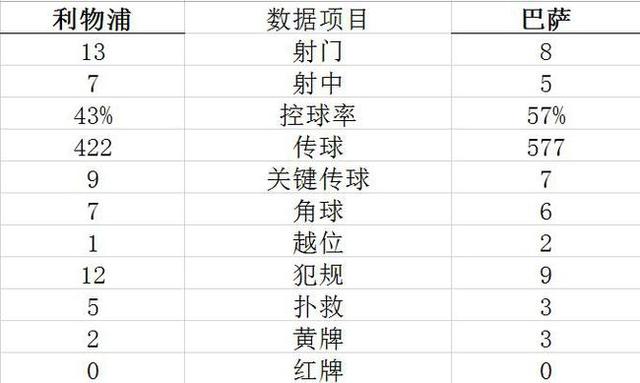 利物浦 数据项目 巴萨
13 射门 8
7 射中 5
43% 控球率 57%
422 传球 577
9 关键传球 7
7 角球 6
1 越位 2
12 犯规 9
5 扑救 3
2 黄牌 3
0 红牌 0